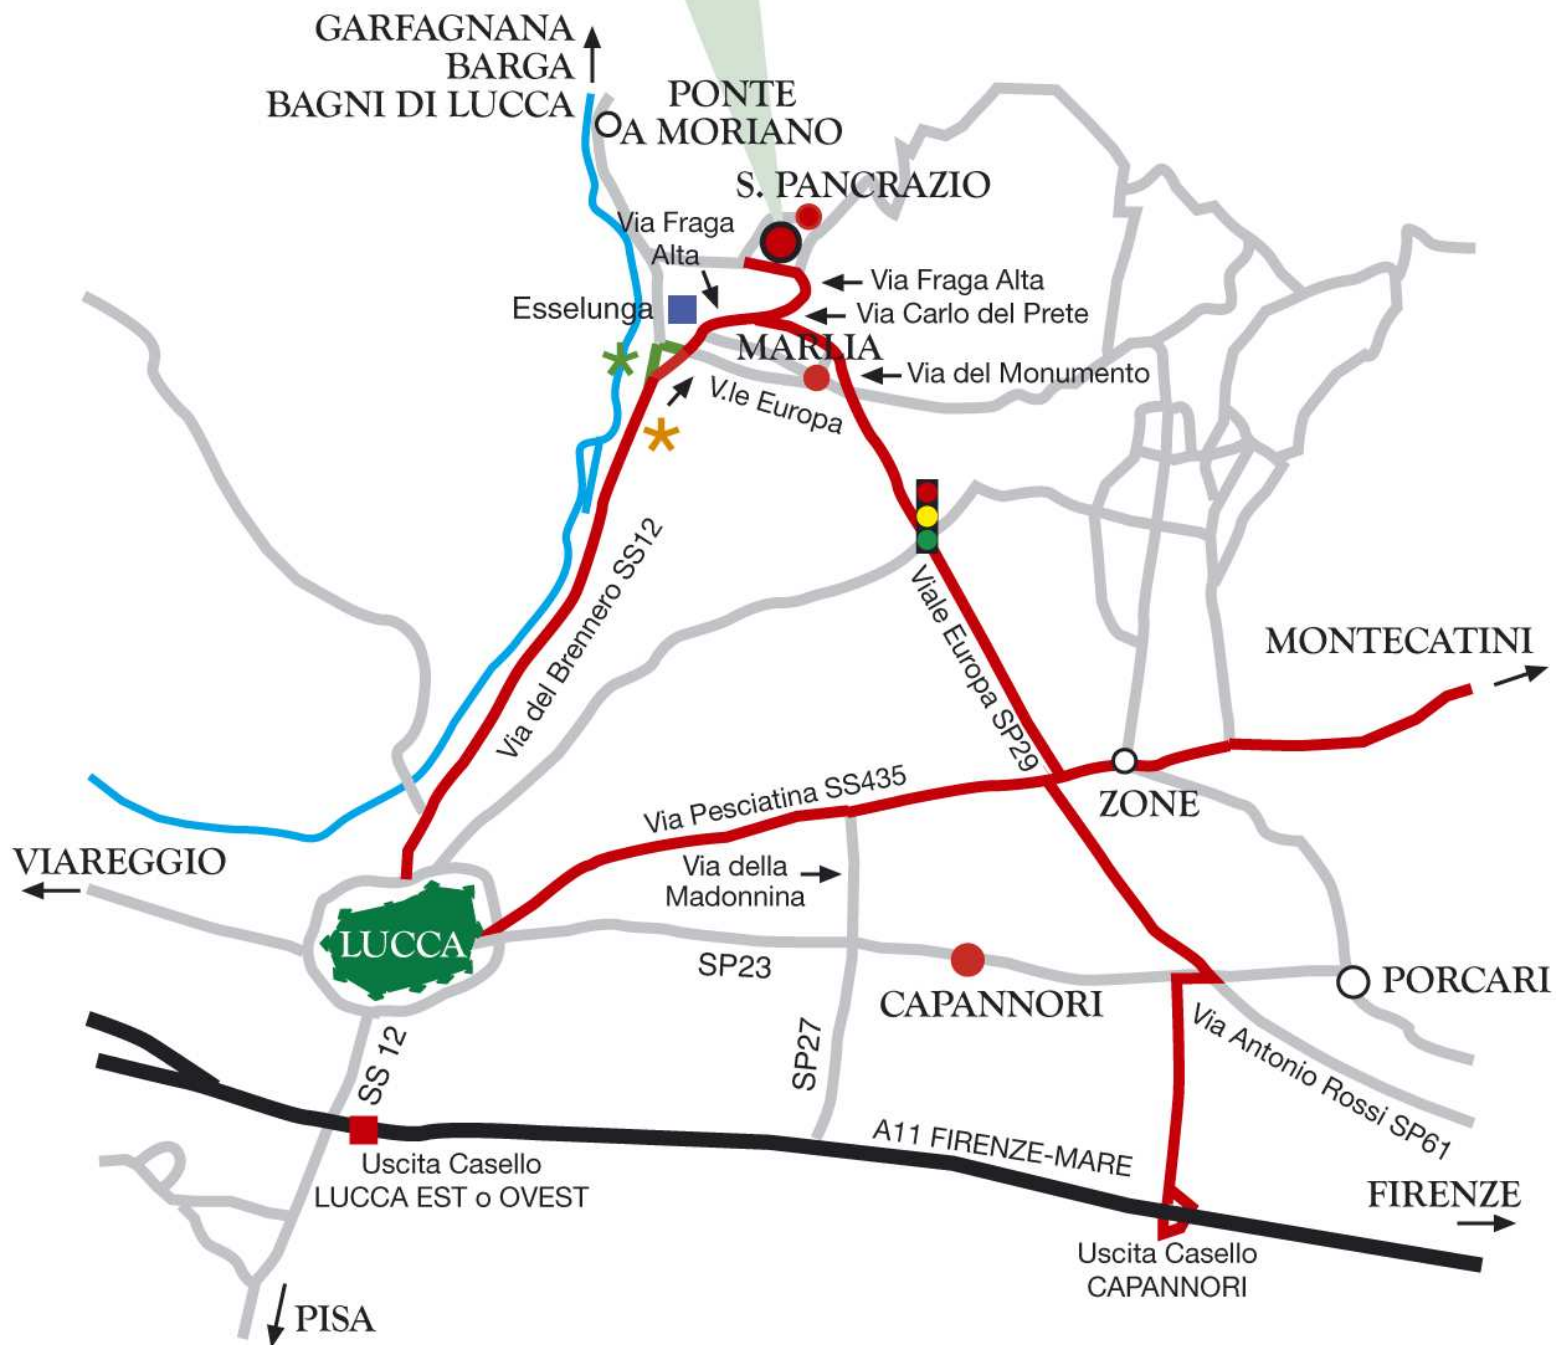 GARFAGNANA
BARGA
BAGNI DI LUCCA
PONTE
A MORIANO
S. PANCRAZIO
Via Fraga
Alta
Via Fraga Alta
Esselunga
Via Carlo del Prete
MARLIA
Via del Monumento
V.le Europa
Via del Brennero SS12
Viale Europa SP29
MONTECATINI
Via Pesciatina SS435
ZONE
VIAREGGIO
Via della
Madonnina
LUCCA
SP23
CAPANNORI
PORCARI
SS 12
SP27
Via Antonio Rossi SP61
A11 FIRENZE-MARE
Uscita Casello
LUCCA EST o OVEST
FIRENZE
Uscita Casello
CAPANNORI
PISA